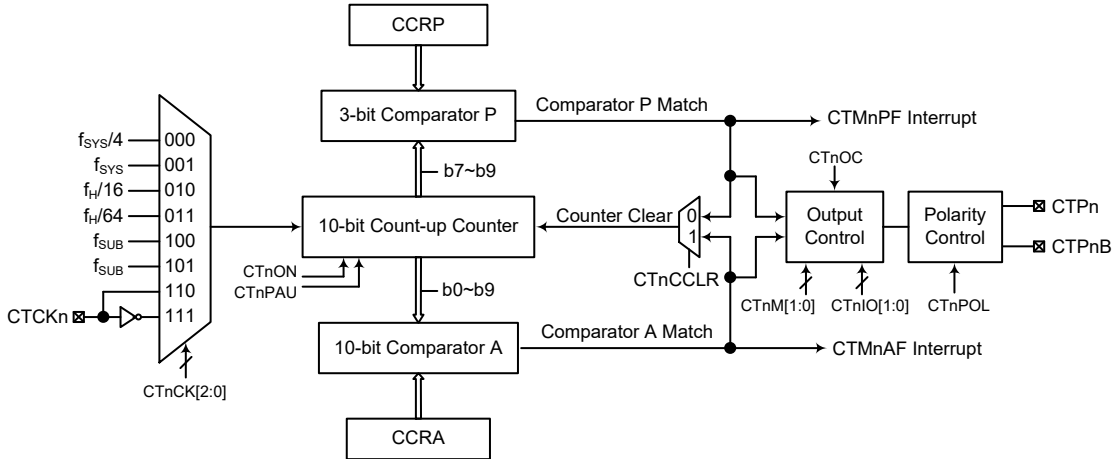 CCRP
3-bit Comparator P
Comparator P Match
CTMnPF Interrupt
b7~b9
fSYS/4 000
fSYS 001
fH/16 010
fH/64 011
fSUB 100
fSUB 101
110
111
CTCKn
CTnCK[2:0]
10-bit Count-up Counter
CTnON
CTnPAU
Counter Clear
0
1
CTnCCLR
CTnOC
Output
Control
CTnM[1:0]
CTnIO[1:0]
Polarity
Control
CTnPOL
CTPn
CTPnB
b0~b9
10-bit Comparator A
Comparator A Match
CTMnAF Interrupt
CCRA